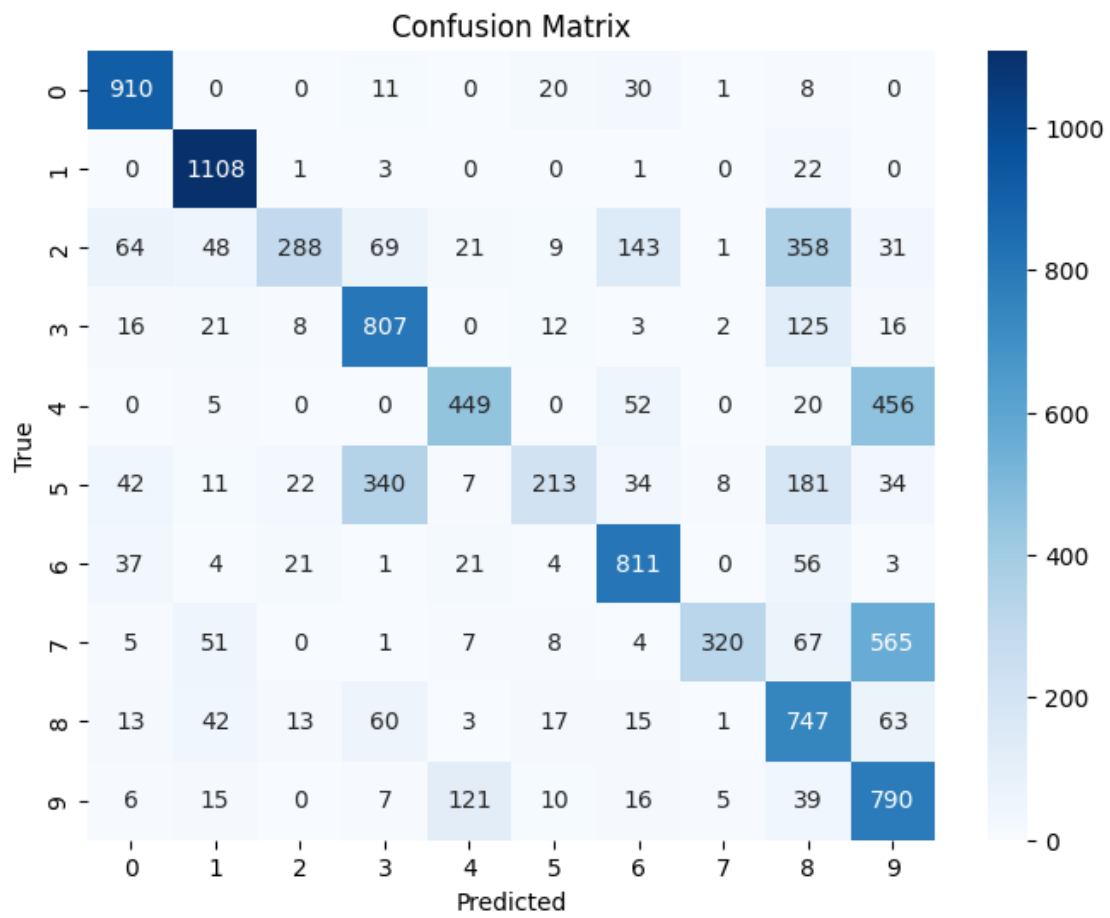 Confusion Matrix
0 910 0 0 11 0 20 30 1 8 0
1 0 1108 1 3 0 0 1 0 22 0
2 64 48 288 69 21 9 143 1 358 31
3 16 21 8 807 0 12 3 2 125 16
4 0 5 0 0 449 0 52 0 20 456
5 42 11 22 340 7 213 34 8 181 34
6 37 4 21 1 21 4 811 0 56 3
7 5 51 0 1 7 8 4 320 67 565
8 13 42 13 60 3 17 15 1 747 63
9 6 15 0 7 121 10 16 5 39 790
0 1 2 3 4 5 6 7 8 9
Predicted
True
1000
800
600
400
200
0